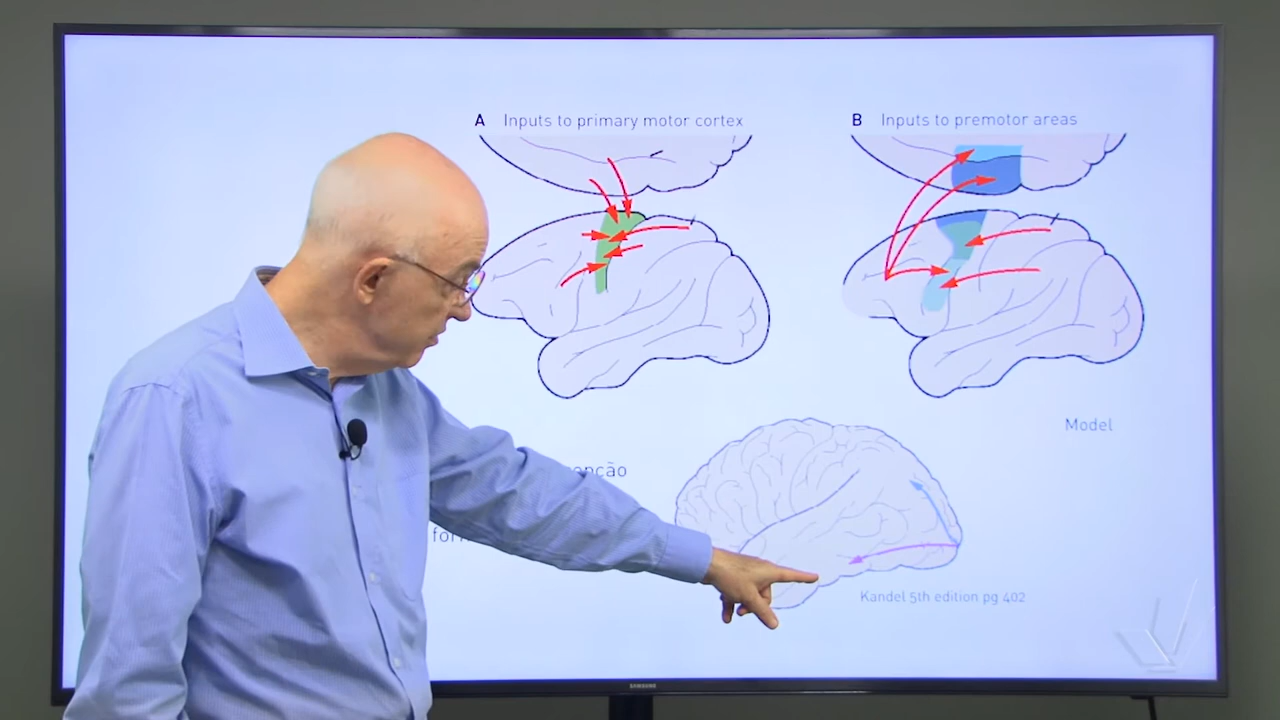 A Inputs to primary motor cortex
B Inputs to premotor areas
Model
Kandel 5th edition pg 402
SAMSUNG